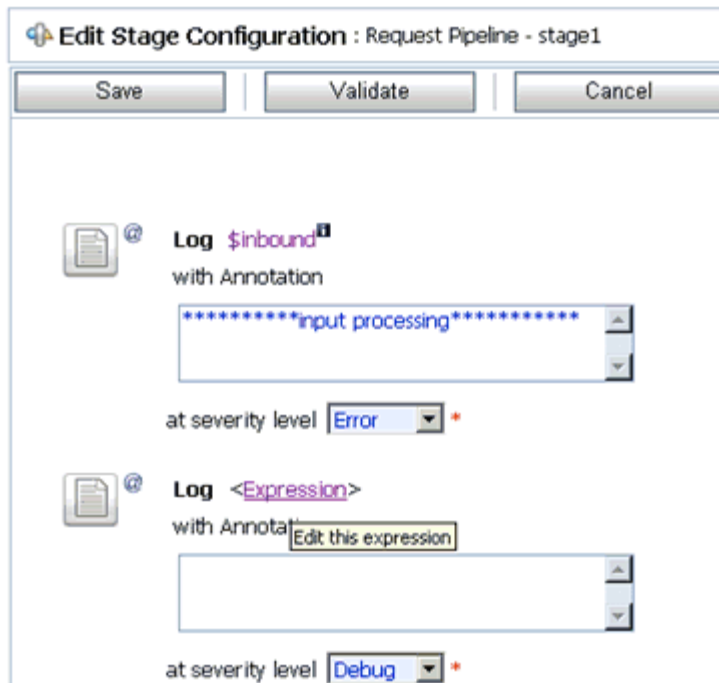 Edit Stage Configuration : Request Pipeline - stage1
Save Validate Cancel
@ Log $inbound i
with Annotation
**********input processing***********
at severity level Error *
@ Log <Expression>
with Annotati
Edit this expression
at severity level Debug *